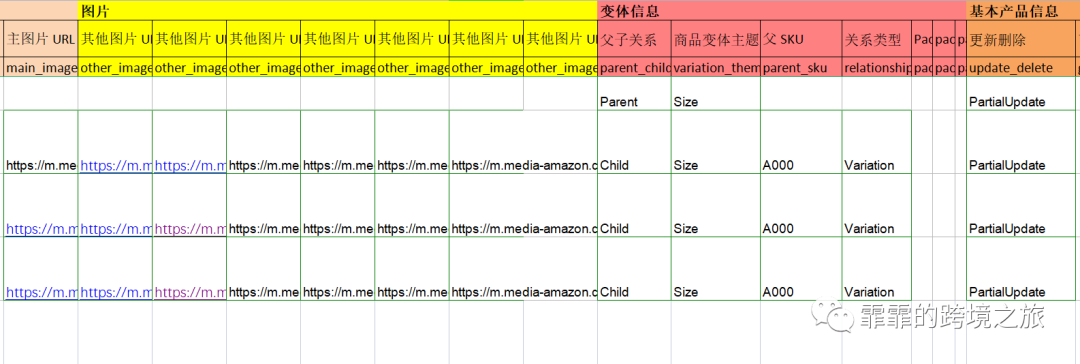 图片 变体信息 基本产品信息
主图片 URL 其他图片 U 其他图片 U 其他图片 U 其他图片 U 其他图片 U 其他图片 U 其他图片 U 父子关系 商品变体主题 父 SKU 关系类型 Pac pac pa 更新删除
main_image other_image other_image other_image other_image other_image other_image other_image parent_child variation_them parent_sku relationship pac pac pa update_delete
Parent Size PartialUpdate
https://m.me https://m.m https://m.m https://m.me https://m.me https://m.me https://m.media-amazon.c Child Size A000 Variation PartialUpdate
https://m.m https://m.m https://m.m https://m.me https://m.me https://m.me https://m.media-amazon.c Child Size A000 Variation PartialUpdate
https://m.m https://m.m https://m.m https://m.me https://m.me https://m.me https://m.media-amazon.c Child Size A000 Variation PartialUpdate
霏霏的跨境之旅